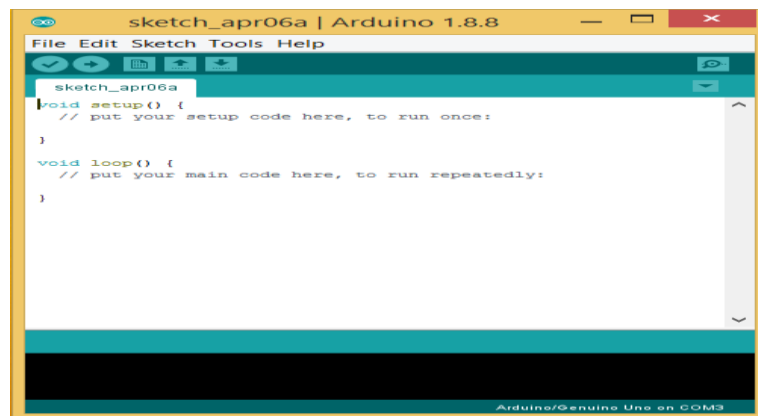 sketch_apr06a | Arduino 1.8.8
File Edit Sketch Tools Help
sketch_apr06a
void setup() {
  // put your setup code here, to run once:
}
void loop() {
  // put your main code here, to run repeatedly:
}
Arduino/Genuino Uno on COM3